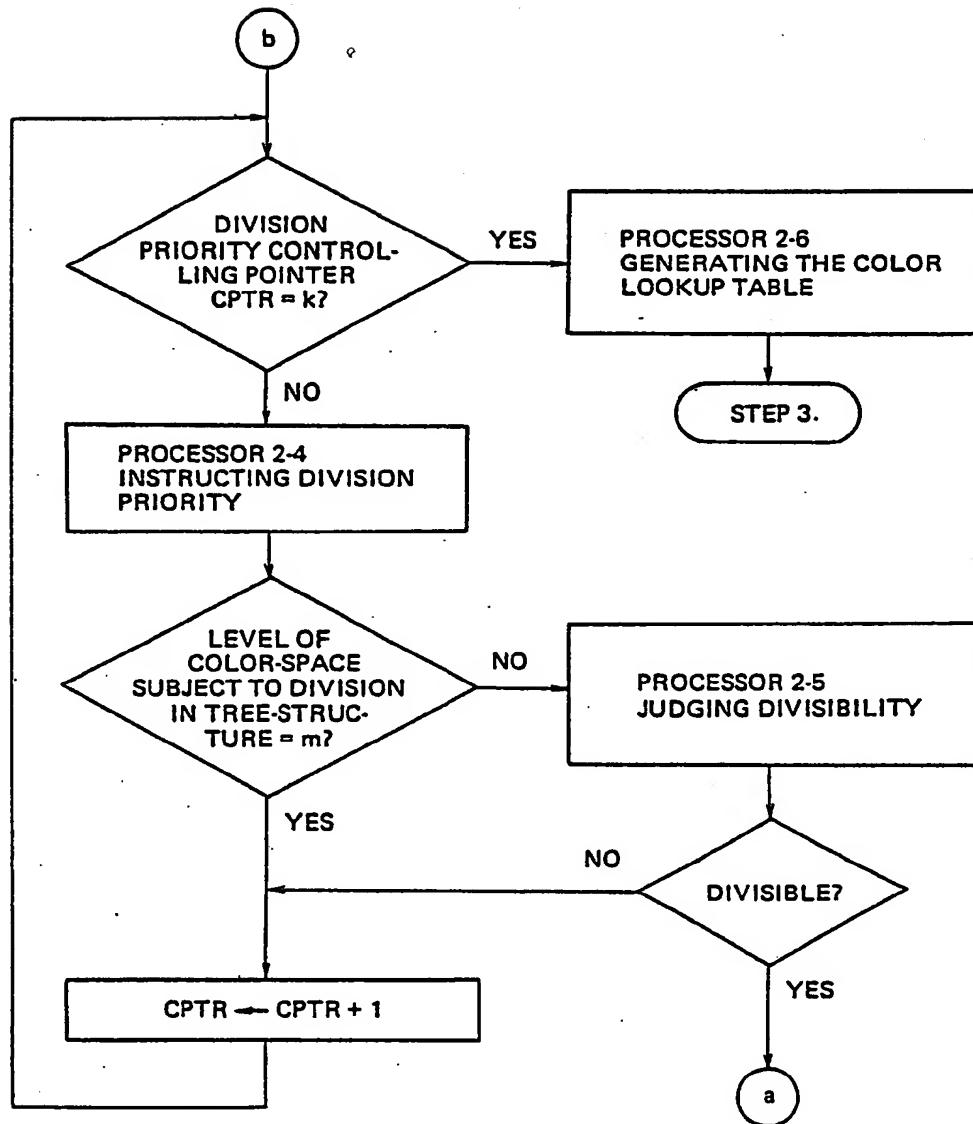 b
DIVISION
PRIORITY CONTROL-
LING POINTER
CPTR = k?
YES
PROCESSOR 2-6
GENERATING THE COLOR
LOOKUP TABLE
NO
STEP 3.
PROCESSOR 2-4
INSTRUCTING DIVISION
PRIORITY
LEVEL OF
COLOR-SPACE
SUBJECT TO DIVISION
IN TREE-STRUC-
TURE = m?
NO
PROCESSOR 2-5
JUDGING DIVISIBILITY
YES
NO
DIVISIBLE?
YES
CPTR ← CPTR + 1
a